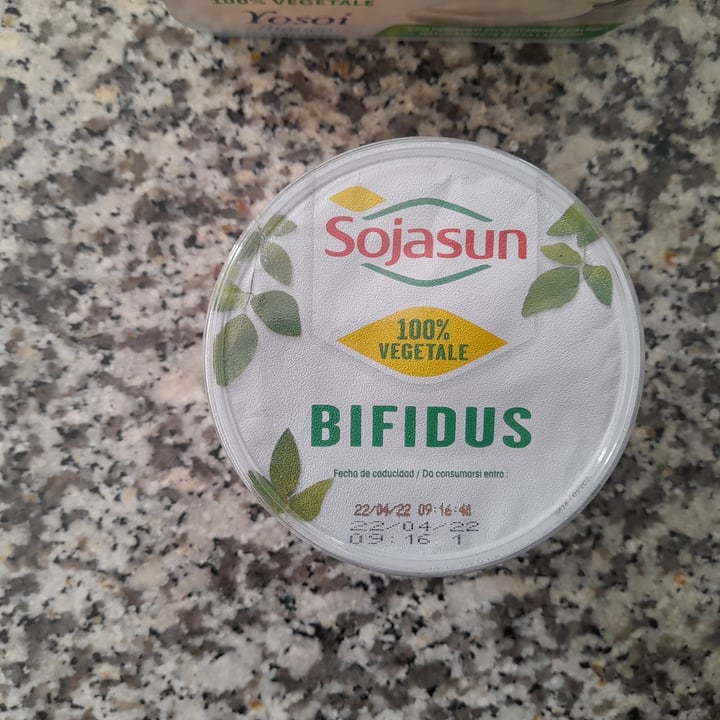 100% VEGETALE
Yosoi
Sojasun
100%
VEGETALE
BIFIDUS
Fecha de caducidad / Da consumarsi entro :
22/04/22 09:16:48
22/04/22
09:16 1